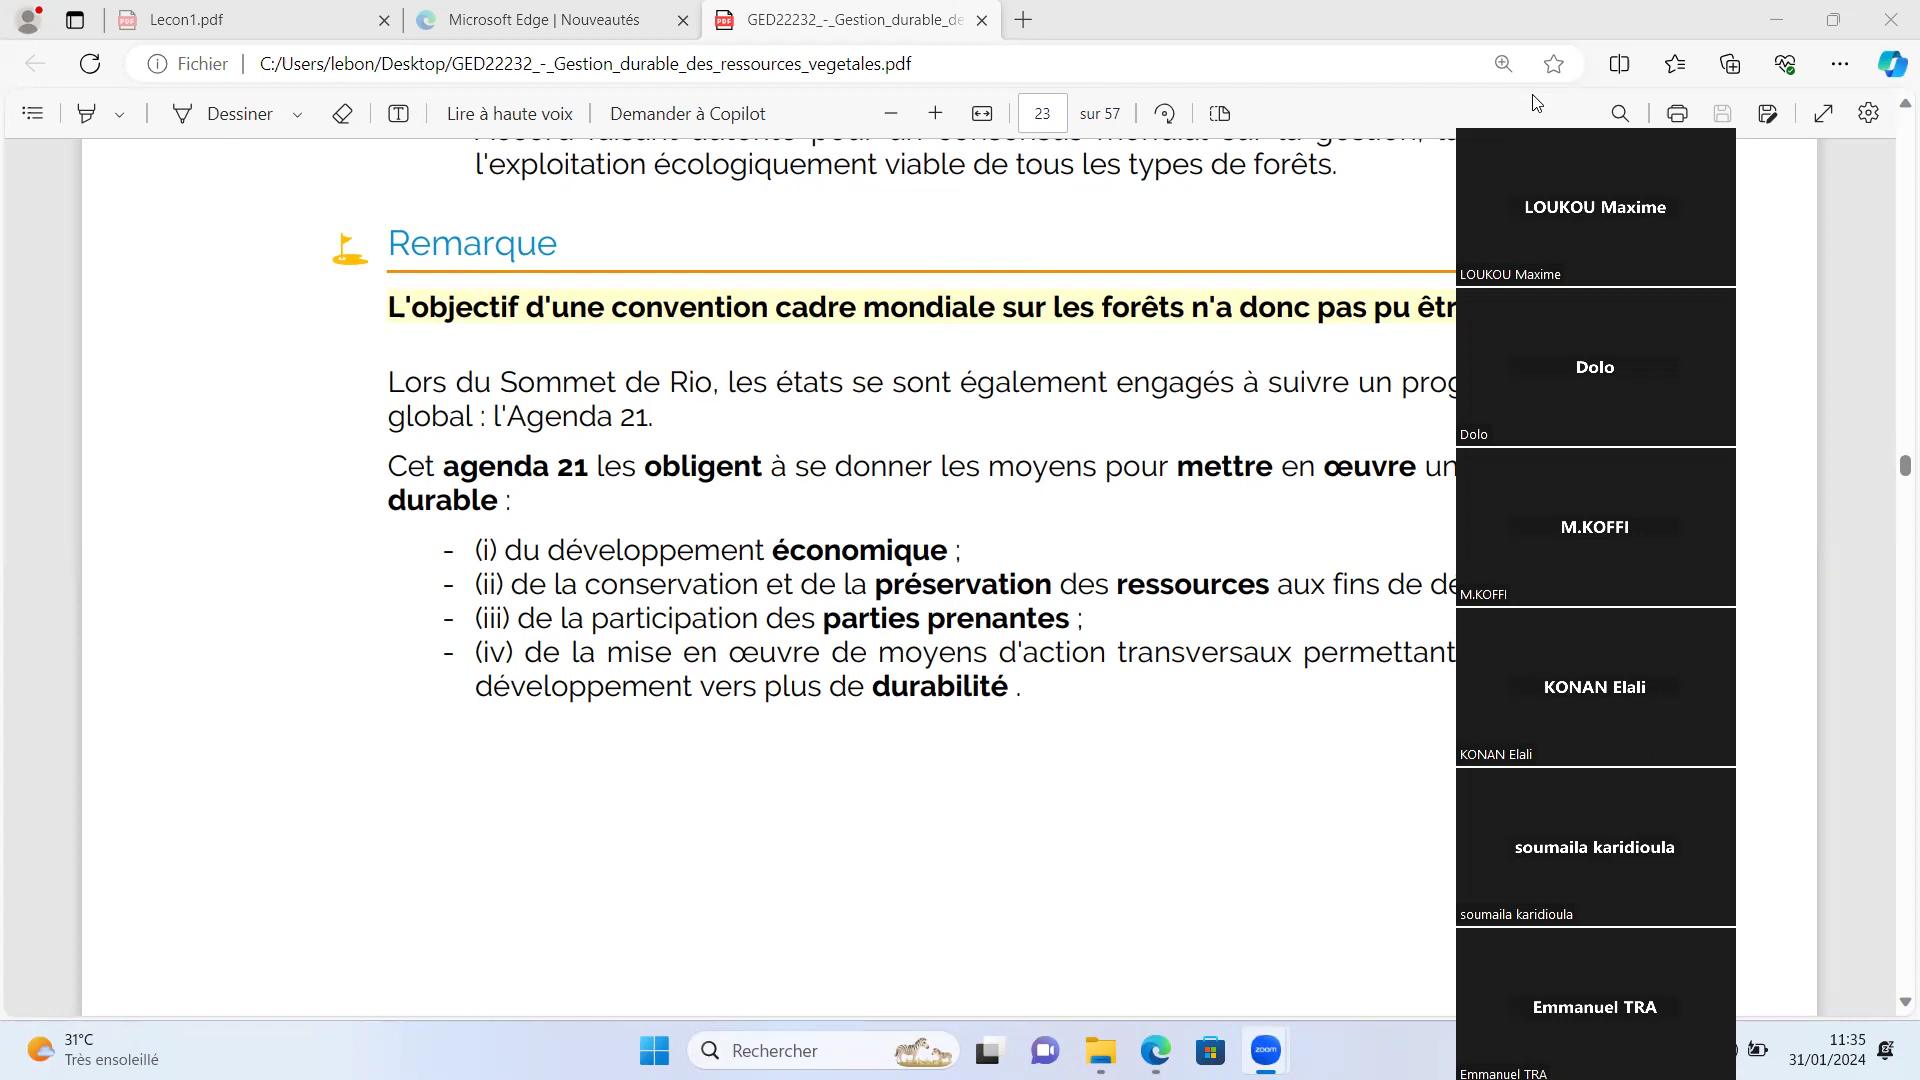 Lecon1.pdf
Microsoft Edge | Nouveautés
GED22232_-_Gestion_durable_de
Fichier
C:/Users/lebon/Desktop/GED22232_-_Gestion_durable_des_ressources_vegetales.pdf
Dessiner
Lire à haute voix
Demander à Copilot
23
sur 57
l'exploitation écologiquement viable de tous les types de forêts.
Remarque
L'objectif d'une convention cadre mondiale sur les forêts n'a donc pas pu êtr
Lors du Sommet de Rio, les états se sont également engagés à suivre un prog
global : l'Agenda 21.
Cet agenda 21 les obligent à se donner les moyens pour mettre en œuvre un
durable :
- (i) du développement économique ;
- (ii) de la conservation et de la préservation des ressources aux fins de dé
- (iii) de la participation des parties prenantes ;
- (iv) de la mise en œuvre de moyens d'action transversaux permettant
développement vers plus de durabilité .
LOUKOU Maxime
LOUKOU Maxime
Dolo
Dolo
M.KOFFI
M.KOFFI
KONAN Elali
KONAN Elali
soumaila karidioula
soumaila karidioula
Emmanuel TRA
Emmanuel TRA
31°C
Très ensoleillé
Rechercher
zoom
11:35
31/01/2024